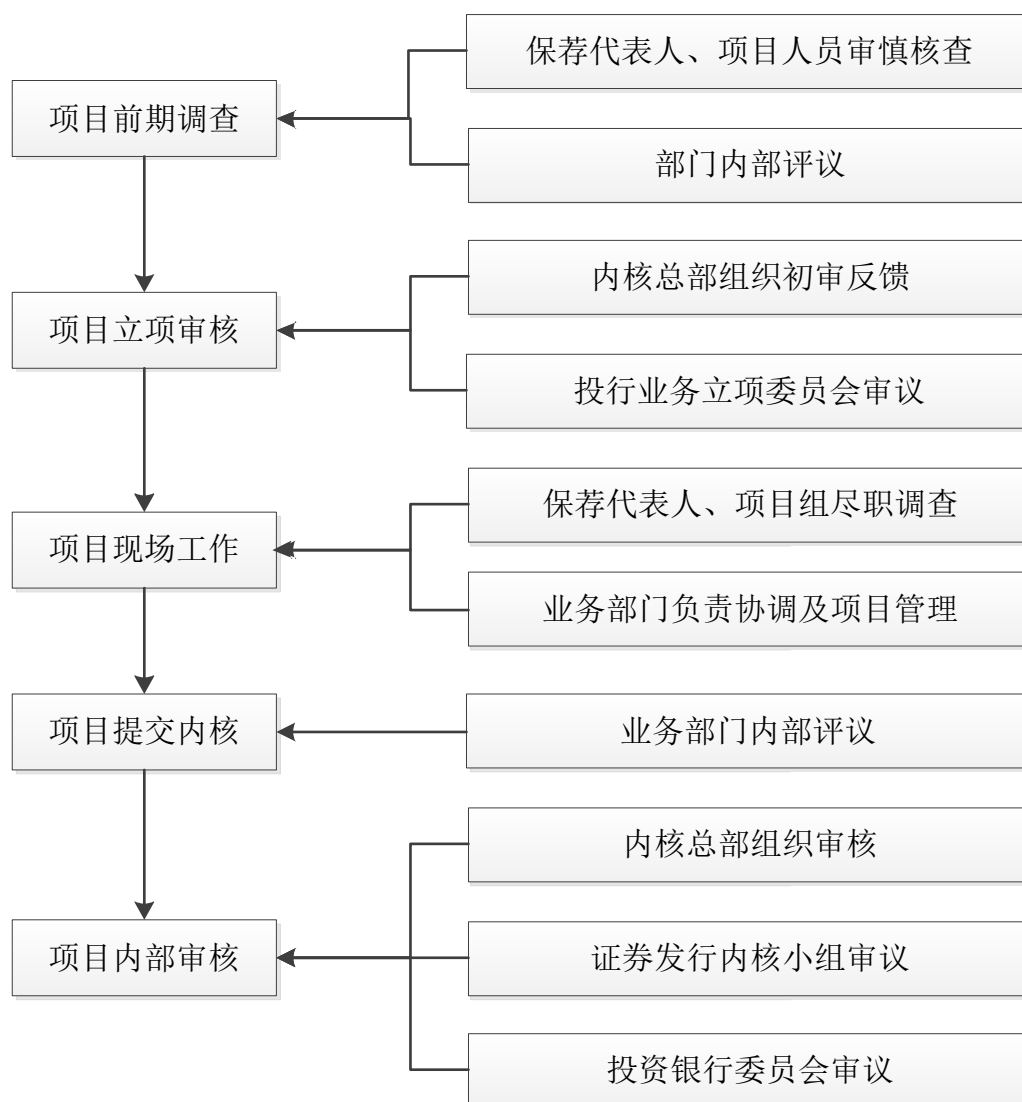 保荐代表人、项目人员审慎核查
项目前期调查
部门内部评议
内核总部组织初审反馈
项目立项审核
投行业务立项委员会审议
保荐代表人、项目组尽职调查
项目现场工作
业务部门负责协调及项目管理
项目提交内核
业务部门内部评议
内核总部组织审核
项目内部审核
证券发行内核小组审议
投资银行委员会审议